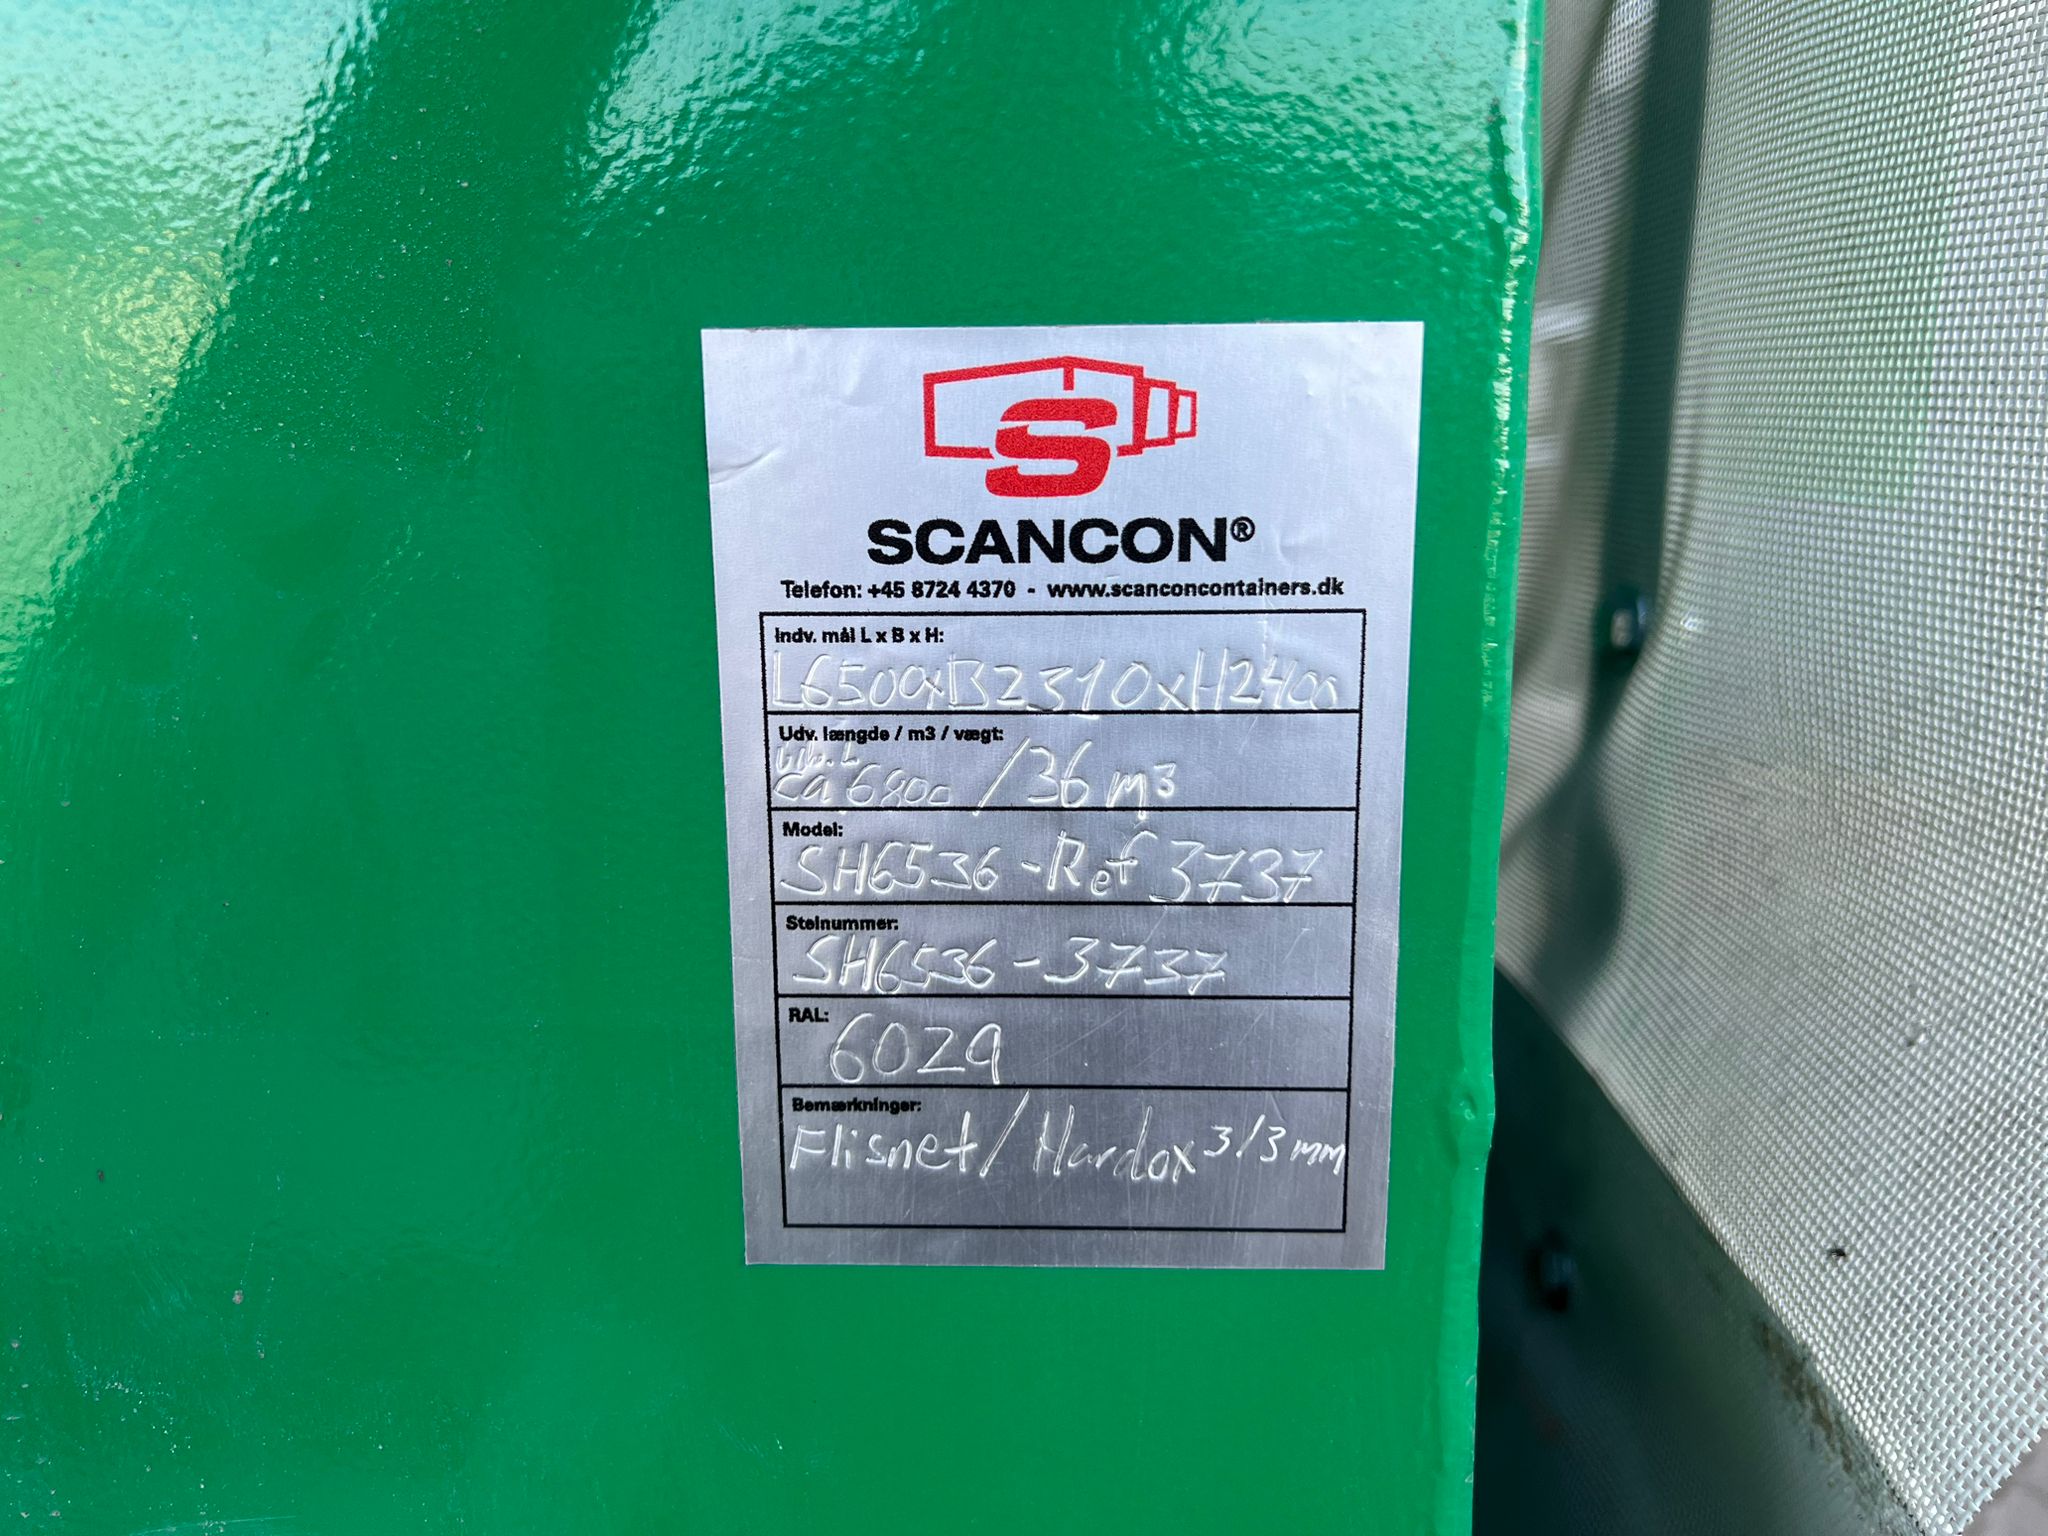 S
SCANCON®
Telefon: +45 8724 4370 - www.scanconcontainers.dk
Indv. mål L x B x H:
L6500xB2310xH2400
Udv. længde / m3 / vægt:
ca 6800 / 36 m3
Model:
SH6536-Ref 3737
Stelnummer:
SH6536-3737
RAL:
6029
Bemærkninger:
Flisnet/ Hardox 3/3 mm